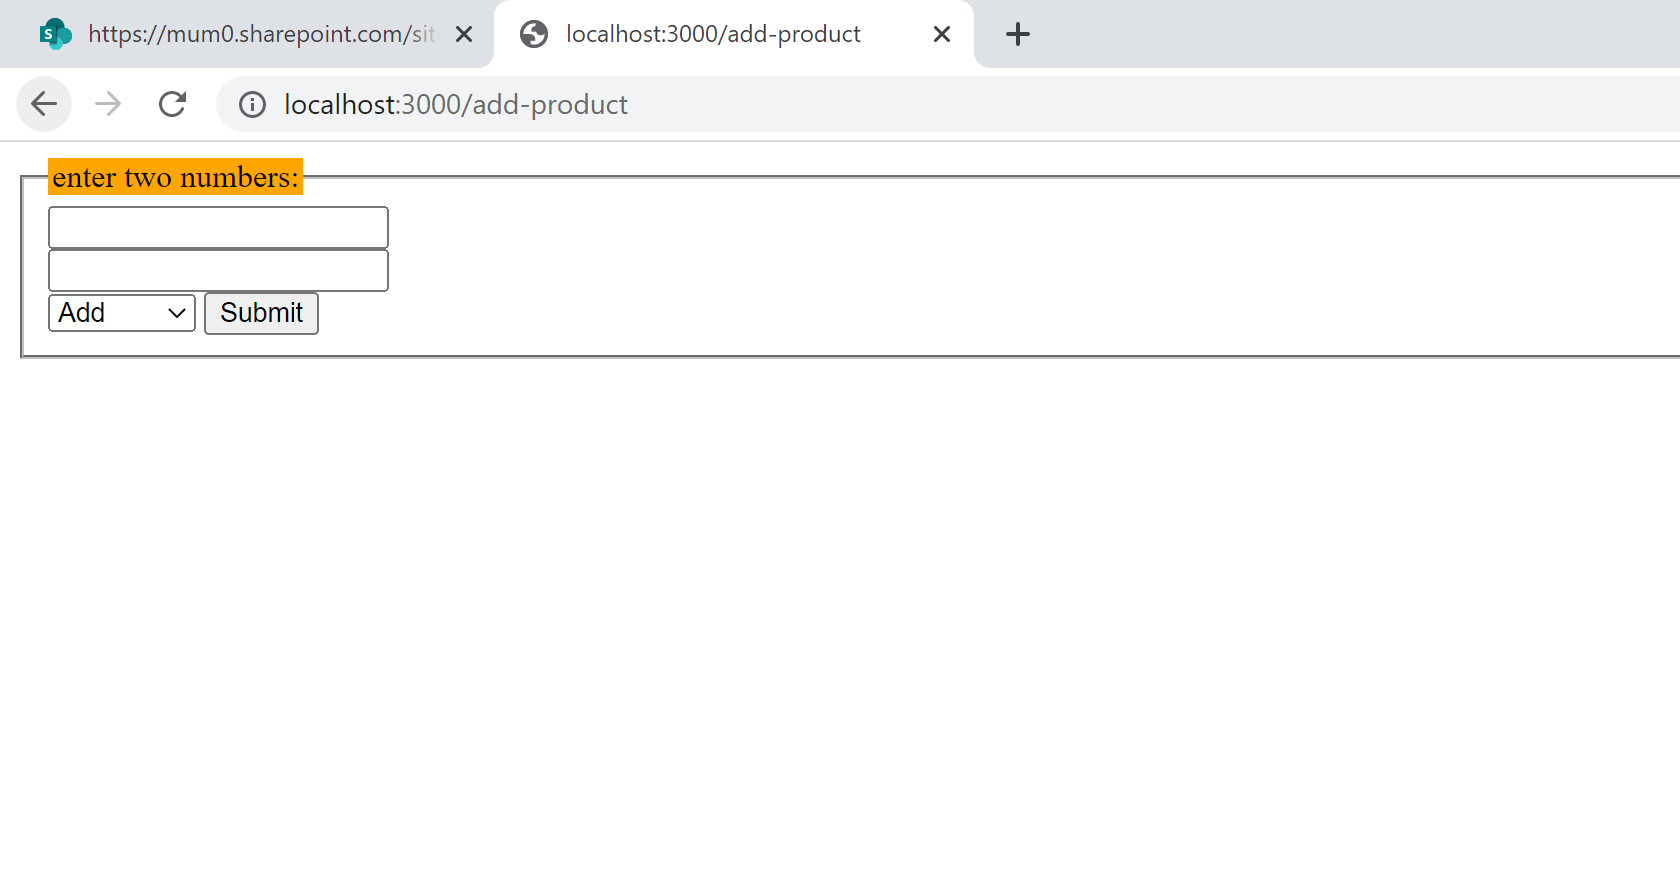 https://mum0.sharepoint.com/sit
localhost:3000/add-product
localhost:3000/add-product
enter two numbers:
Add
Submit